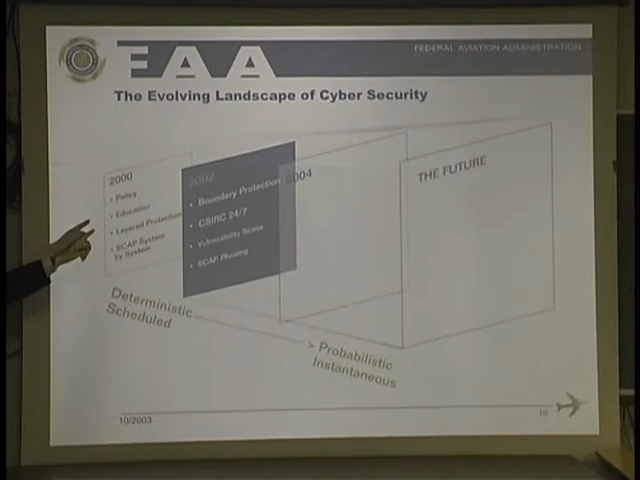 FAA
FEDERAL AVIATION ADMINISTRATION
The Evolving Landscape of Cyber Security
2000
• Policy
• Education
• Layered Protection
• SCAP System
by System
2002
• Boundary Protection
• CSIRC 24/7
• Vulnerability Scans
• SCAP Phasing
2004
THE FUTURE
Deterministic
Scheduled
> Probabilistic
Instantaneous
10/2003
10